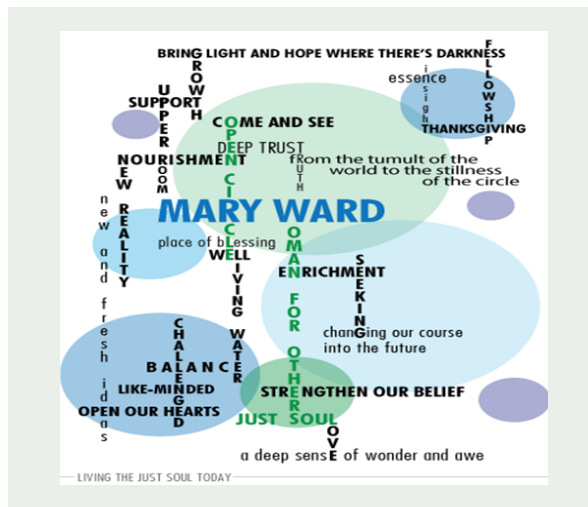 BRING LIGHT AND HOPE WHERE THERE'S DARKNESS
GROWTH
FELLOWSHIP
essence
insight
SUPPORT
UPPER ROOM
COME AND SEE
OPEN CIRCLE
THANKSGIVING
DEEP TRUST
TRUTH
NOURISHMENT
from the tumult of the
world to the stillness
of the circle
NEW REALITY
new and fresh ideas
MARY WARD
WOMAN FOR OTHERS
place of blessing
WELL
LIVING WATER
ENRICHMENT
SEEKING
changing our course
into the future
CHALLENGED
BALANCE
LIKE-MINDED
STRENGTHEN OUR BELIEF
OPEN OUR HEARTS
JUST SOUL
LOVE
a deep sense of wonder and awe
LIVING THE JUST SOUL TODAY